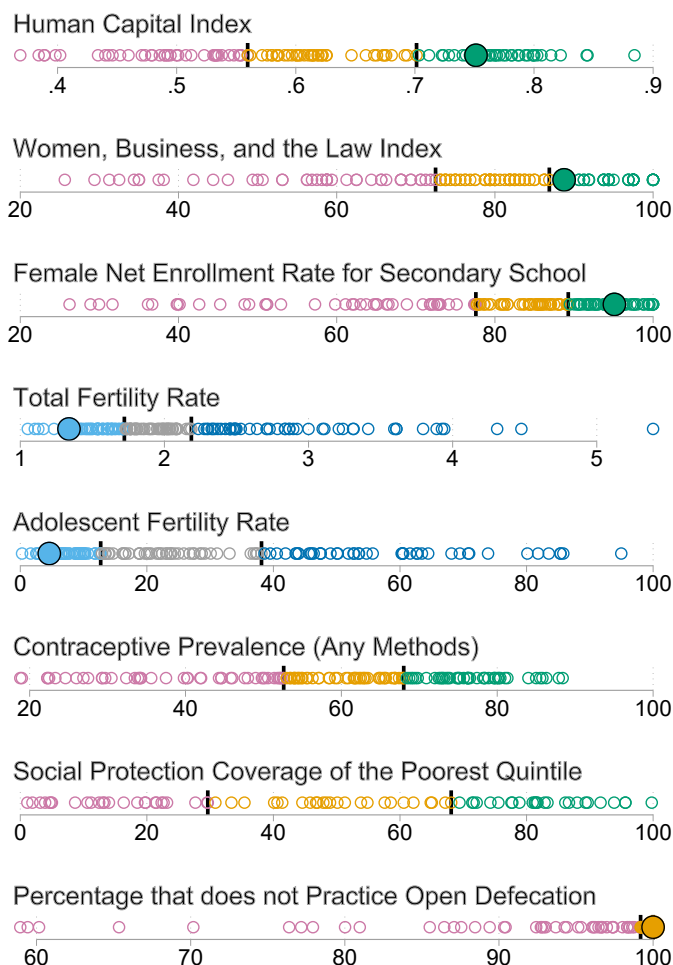 Human Capital Index
.4 .5 .6 .7 .8 .9
Women, Business, and the Law Index
20 40 60 80 100
Female Net Enrollment Rate for Secondary School
20 40 60 80 100
Total Fertility Rate
1 2 3 4 5
Adolescent Fertility Rate
0 20 40 60 80 100
Contraceptive Prevalence (Any Methods)
20 40 60 80 100
Social Protection Coverage of the Poorest Quintile
0 20 40 60 80 100
Percentage that does not Practice Open Defecation
60 70 80 90 100